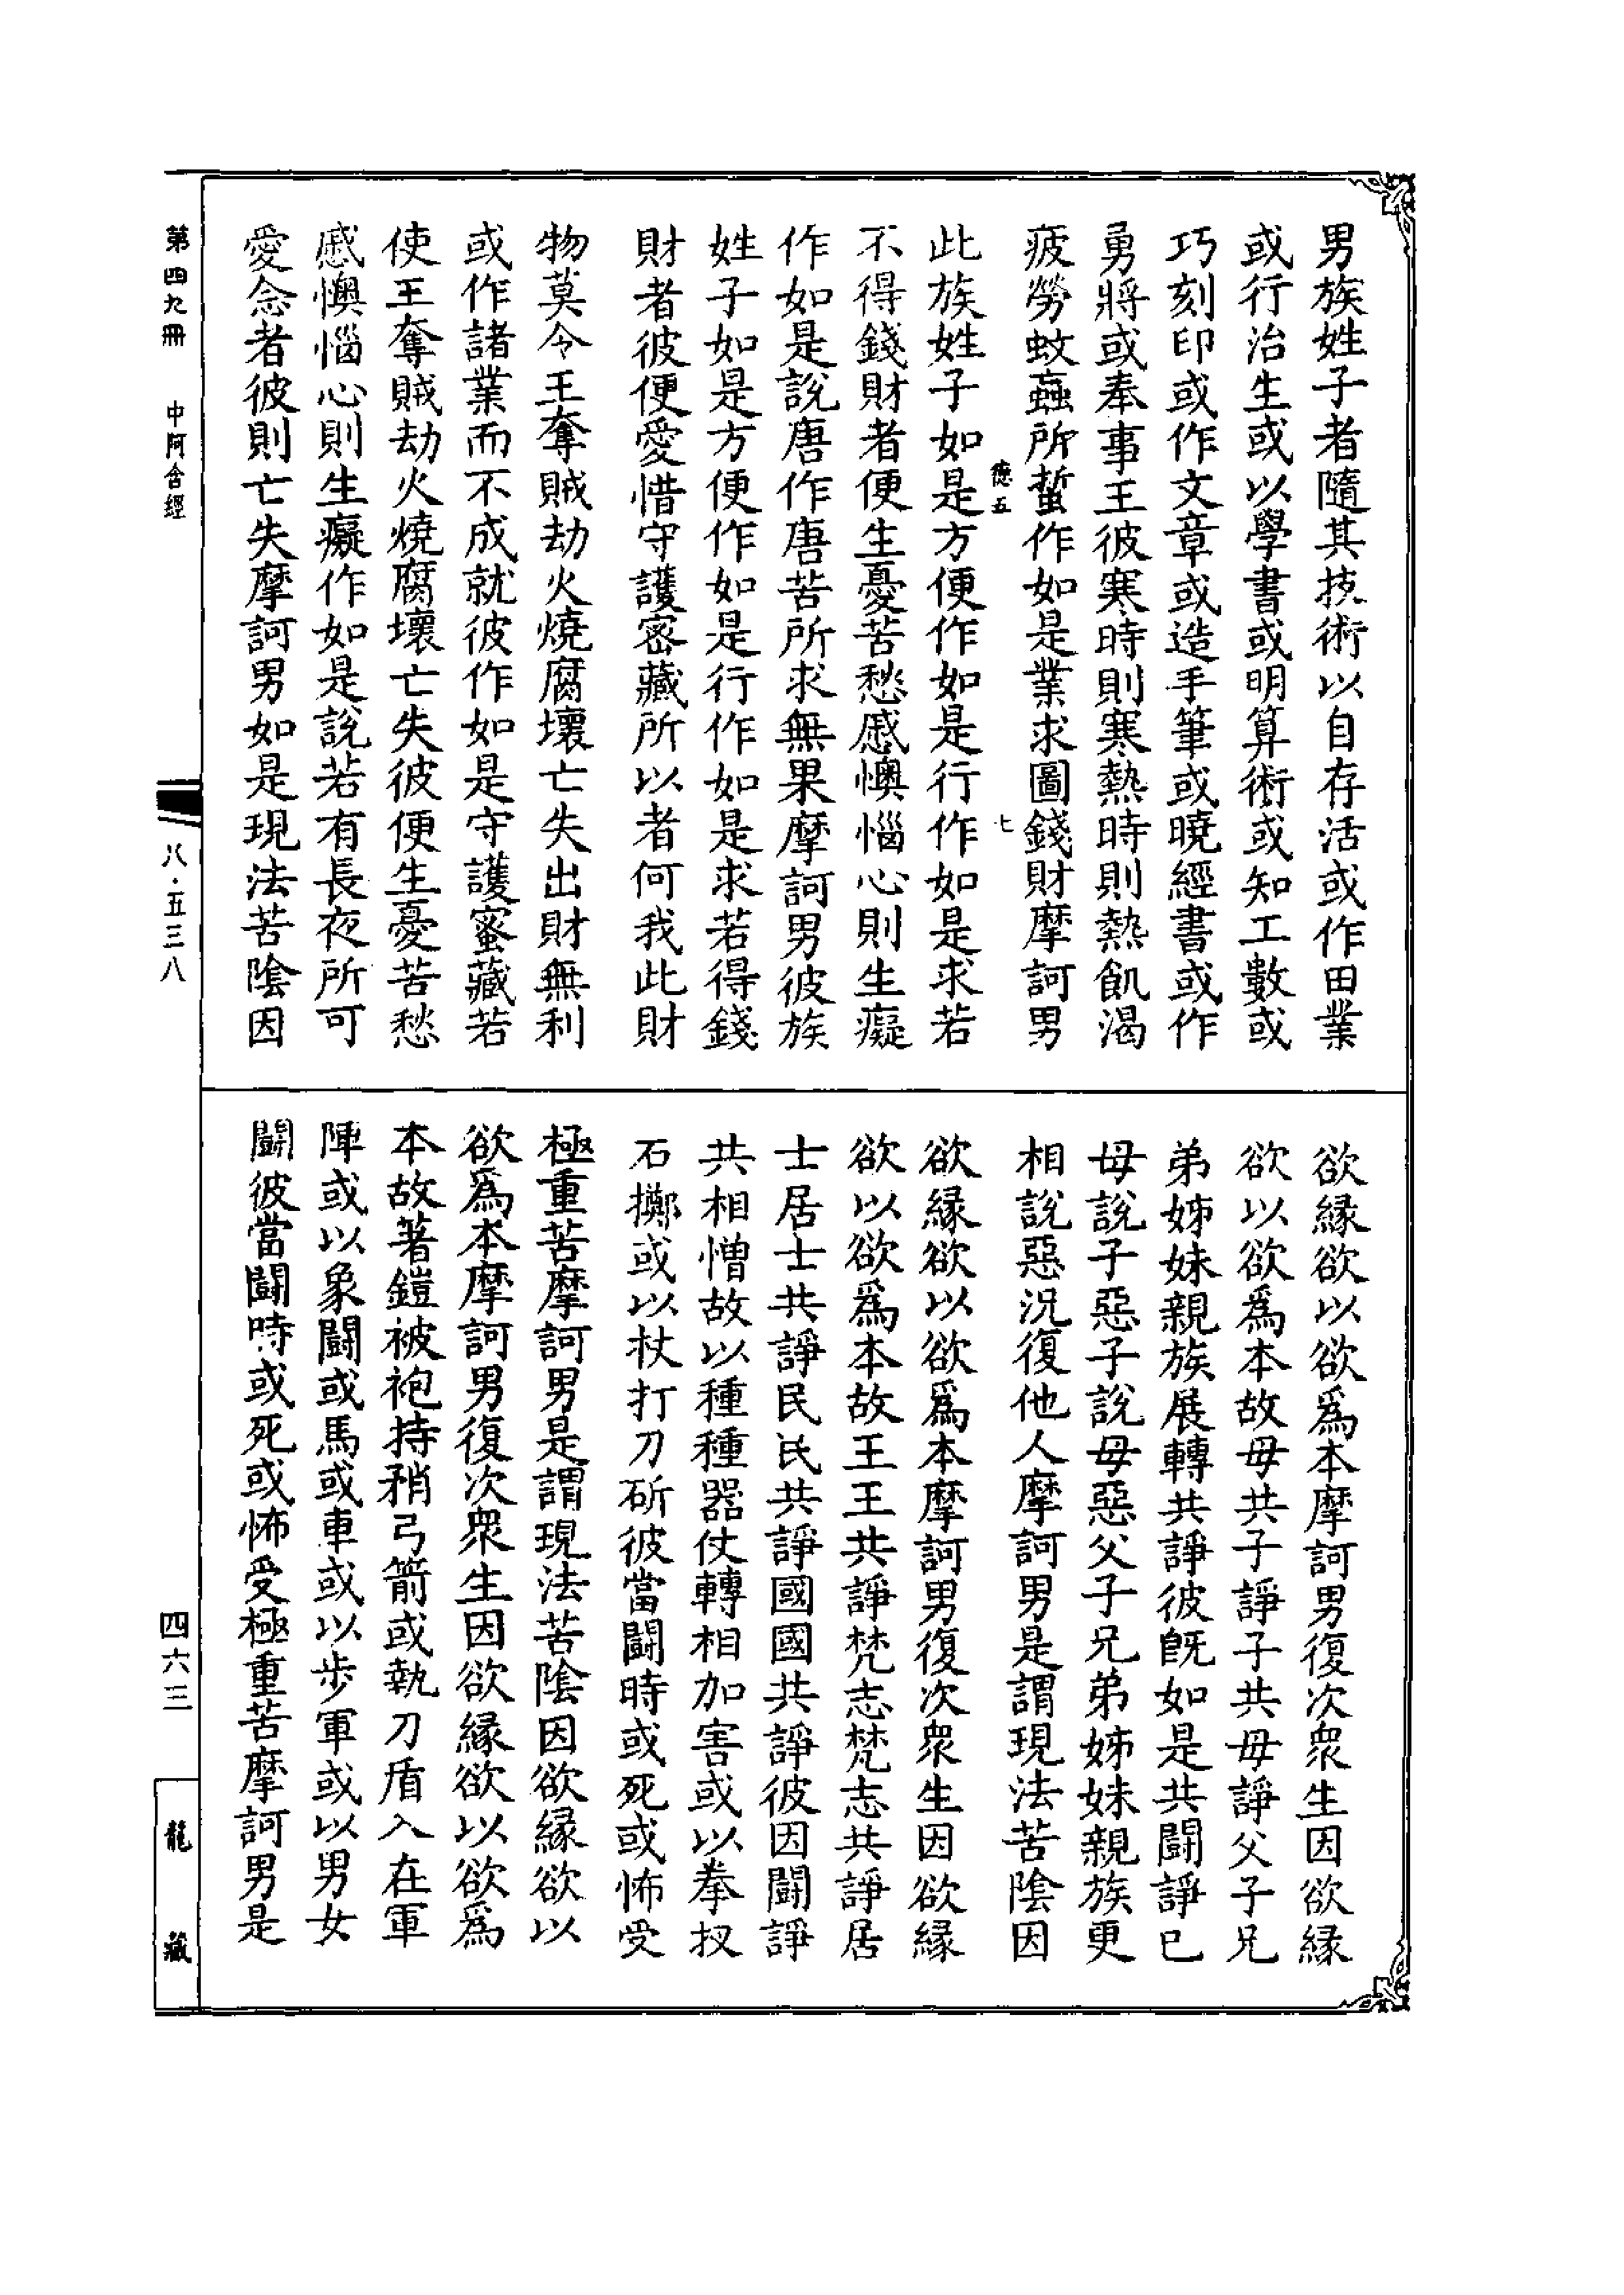 男族姓子者隨其技術以自存活或作田業
或行治生或以學書或明算術或知工數或
巧刻印或作文章或造手筆或曉經書或作
勇將或奉事王彼寒時則寒熱時則熱飢渴
疲勞蚊蝱所蜇作如是業求圖錢財摩訶男
德五 七
此族姓子如是方便作如是行作如是求若
不得錢財者便生憂苦愁慼懊惱心則生癡
作如是說唐作唐苦所求無果摩訶男彼族
姓子如是方便作如是行作如是求若得錢
財者彼便愛惜守護密藏所以者何我此財
物莫令王奪賊劫火燒腐壞亡失出財無利
或作諸業而不成就彼作如是守護蜜藏若
使王奪賊劫火燒腐壞亡失彼便生憂苦愁
慼懊惱心則生癡作如是說若有長夜所可
愛念者彼則亡失摩訶男如是現法苦陰因
欲緣欲以欲爲本摩訶男復次衆生因欲緣
欲以欲爲本故母共子諍子共母諍父子兄
弟姊妹親族展轉共諍彼旣如是共鬪諍已
母說子惡子說母惡父子兄弟姊妹親族更
相說惡況復他人摩訶男是謂現法苦陰因
欲緣欲以欲爲本摩訶男復次衆生因欲緣
欲以欲爲本故王王共諍梵志梵志共諍居
士居士共諍民民共諍國國共諍彼因鬪諍
共相憎故以種種器仗轉相加害或以拳扠
石擲或以杖打刀斫彼當鬪時或死或怖受
極重苦摩訶男是謂現法苦陰因欲緣欲以
欲爲本摩訶男復次衆生因欲緣欲以欲爲
本故著鎧被袍持矟弓箭或執刀盾入在軍
陣或以象鬪或馬或車或以步軍或以男女
鬪彼當鬪時或死或怖受極重苦摩訶男是
第四九冊 中阿含經
八·五三八
四六三
龍藏